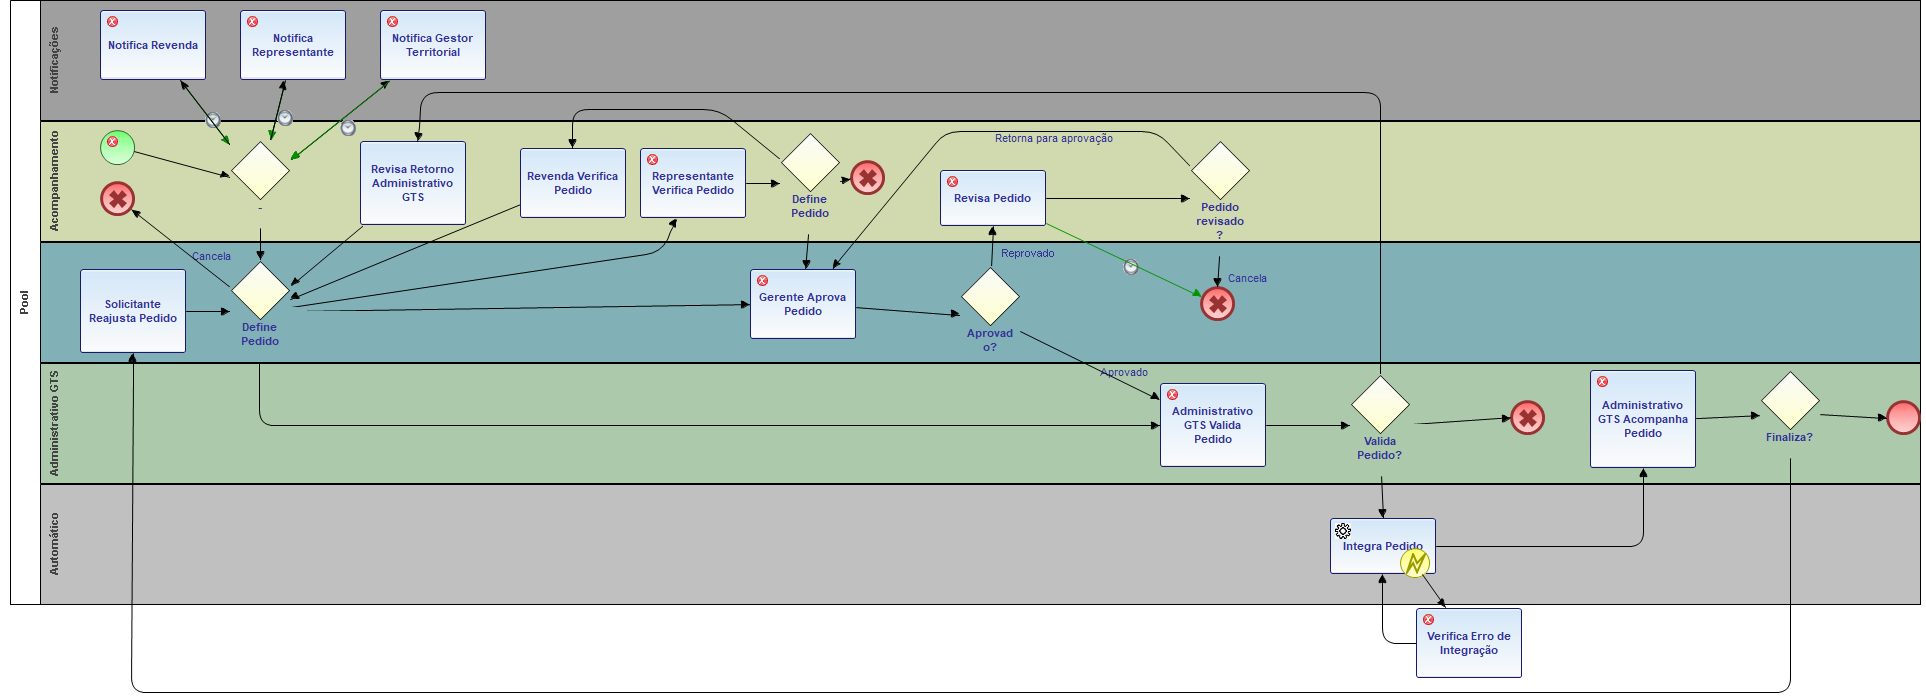 Pool
Notificações
Notifica Revenda
Notifica
Representante
Notifica Gestor
Territorial
Acompanhamento
-
Revisa Retorno
Administrativo
GTS
Revenda Verifica
Pedido
Representante
Verifica Pedido
Define
Pedido
Retorna para aprovação
Revisa Pedido
Pedido
revisado
?
Cancela
Solicitante
Reajusta Pedido
Define
Pedido
Gerente Aprova
Pedido
Reprovado
Aprovad
o?
Cancela
Administrativo GTS
Aprovado
Administrativo
GTS Valida
Pedido
Valida
Pedido?
Administrativo
GTS Acompanha
Pedido
Finaliza?
Automático
Integra Pedido
Verifica Erro de
Integração